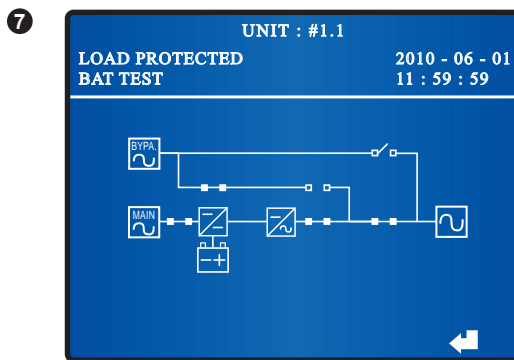 7
UNIT : #1.1
LOAD PROTECTED 2010 - 06 - 01
BAT TEST 11 : 59 : 59
BYPA.
MAIN